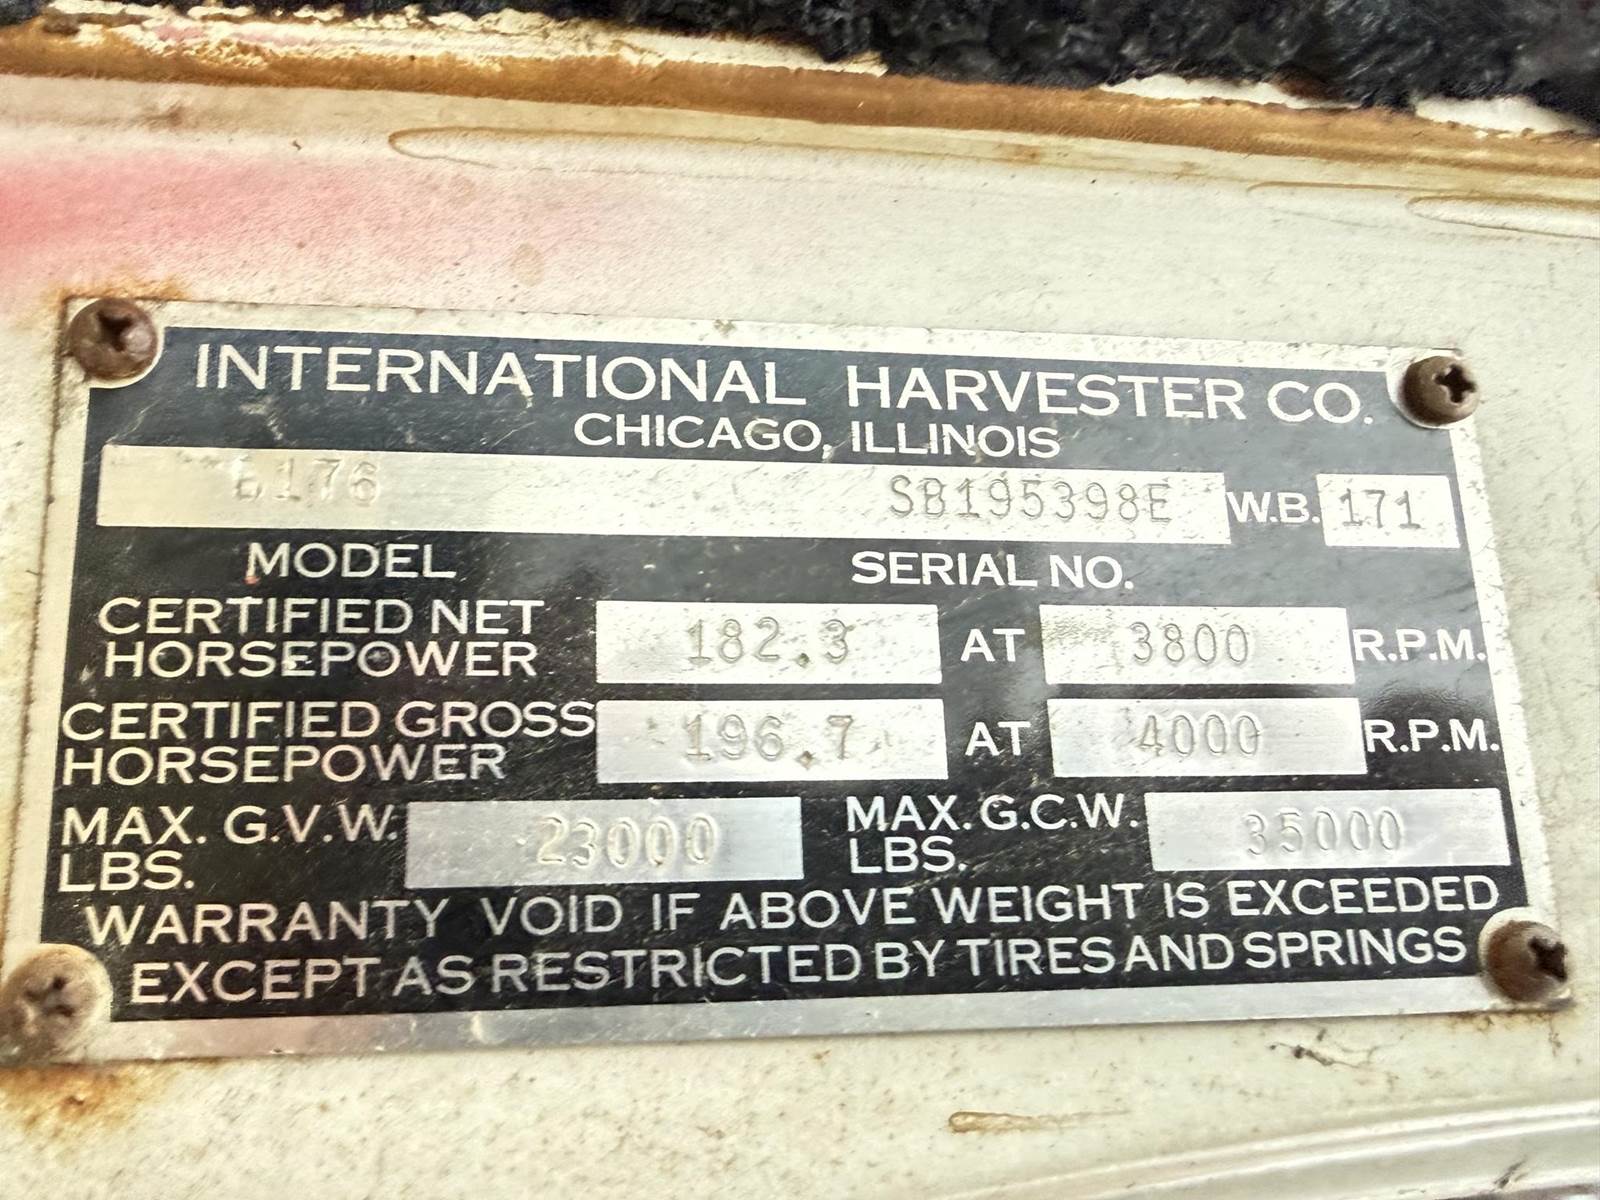 INTERNATIONAL HARVESTER CO.
CHICAGO, ILLINOIS
B176 SB195398E W.B. 171
MODEL SERIAL NO.
CERTIFIED NET HORSEPOWER 182.3 AT 3800 R.P.M.
CERTIFIED GROSS HORSEPOWER 196.7 AT 4000 R.P.M.
MAX. G.V.W. LBS. 23000 MAX. G.C.W. LBS. 35000
WARRANTY VOID IF ABOVE WEIGHT IS EXCEEDED
EXCEPT AS RESTRICTED BY TIRES AND SPRINGS